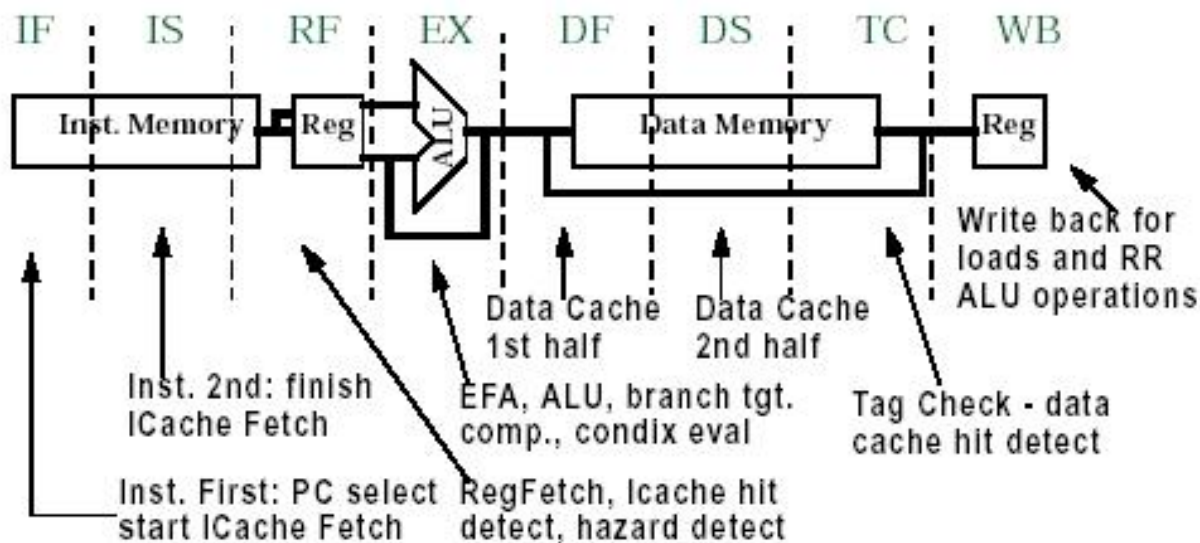 IF IS RF EX DF DS TC WB
Inst. Memory
Reg
ALU
Data Memory
Reg
Write back for
loads and RR
ALU operations
Data Cache
1st half
Data Cache
2nd half
Inst. 2nd: finish
ICache Fetch
EFA, ALU, branch tgt.
comp., condix eval
Tag Check - data
cache hit detect
Inst. First: PC select
start ICache Fetch
RegFetch, Icache hit
detect, hazard detect